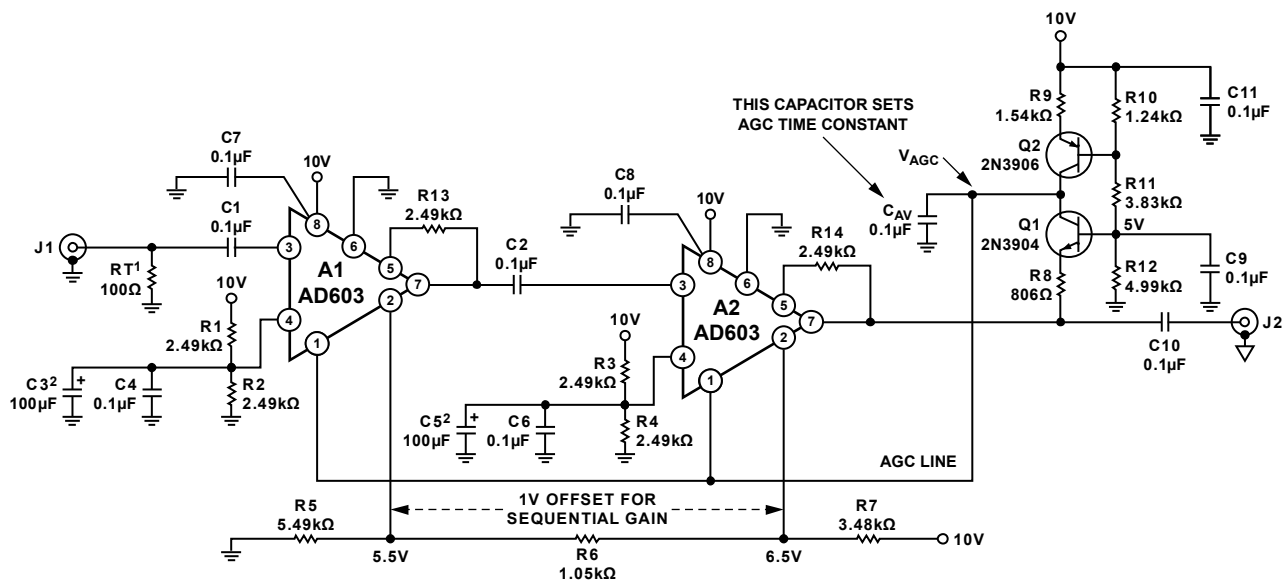 10V
THIS CAPACITOR SETS
AGC TIME CONSTANT
R9
1.54kΩ
R10
1.24kΩ
C11
0.1µF
Q2
2N3906
VAGC
R11
3.83kΩ
CAV
0.1µF
Q1
2N3904
5V
R8
806Ω
R12
4.99kΩ
C9
0.1µF
C10
0.1µF
J2
C7
0.1µF
10V
C1
0.1µF
J1
RT1
100Ω
8
6
3
5
7
2
4
1
A1
AD603
R13
2.49kΩ
C2
0.1µF
10V
R1
2.49kΩ
R2
2.49kΩ
C32
+
100µF
C4
0.1µF
C8
0.1µF
10V
8
6
3
5
7
2
4
1
A2
AD603
R14
2.49kΩ
10V
R3
2.49kΩ
R4
2.49kΩ
C52
+
100µF
C6
0.1µF
AGC LINE
1V OFFSET FOR
SEQUENTIAL GAIN
R5
5.49kΩ
5.5V
R6
1.05kΩ
6.5V
R7
3.48kΩ
10V